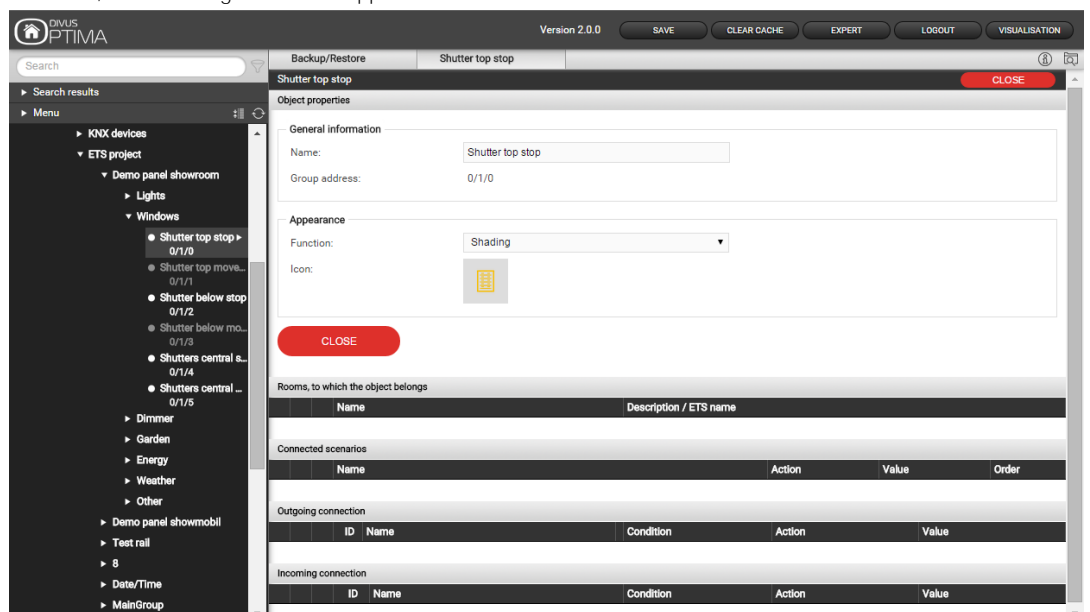 DIVUS
OPTIMA
Version 2.0.0
SAVE
CLEAR CACHE
EXPERT
LOGOUT
VISUALISATION
Search
Search results
Menu
KNX devices
ETS project
Demo panel showroom
Lights
Windows
Shutter top stop
0/1/0
Shutter top move...
0/1/1
Shutter below stop
0/1/2
Shutter below mo...
0/1/3
Shutters central s...
0/1/4
Shutters central ...
0/1/5
Dimmer
Garden
Energy
Weather
Other
Demo panel showmobil
Test rail
8
Date/Time
MainGroup
Backup/Restore
Shutter top stop
Shutter top stop
CLOSE
Object properties
General information
Name: Shutter top stop
Group address: 0/1/0
Appearance
Function: Shading
Icon:
CLOSE
Rooms, to which the object belongs
Name Description / ETS name
Connected scenarios
Name Action Value Order
Outgoing connection
ID Name Condition Action Value
Incoming connection
ID Name Condition Action Value